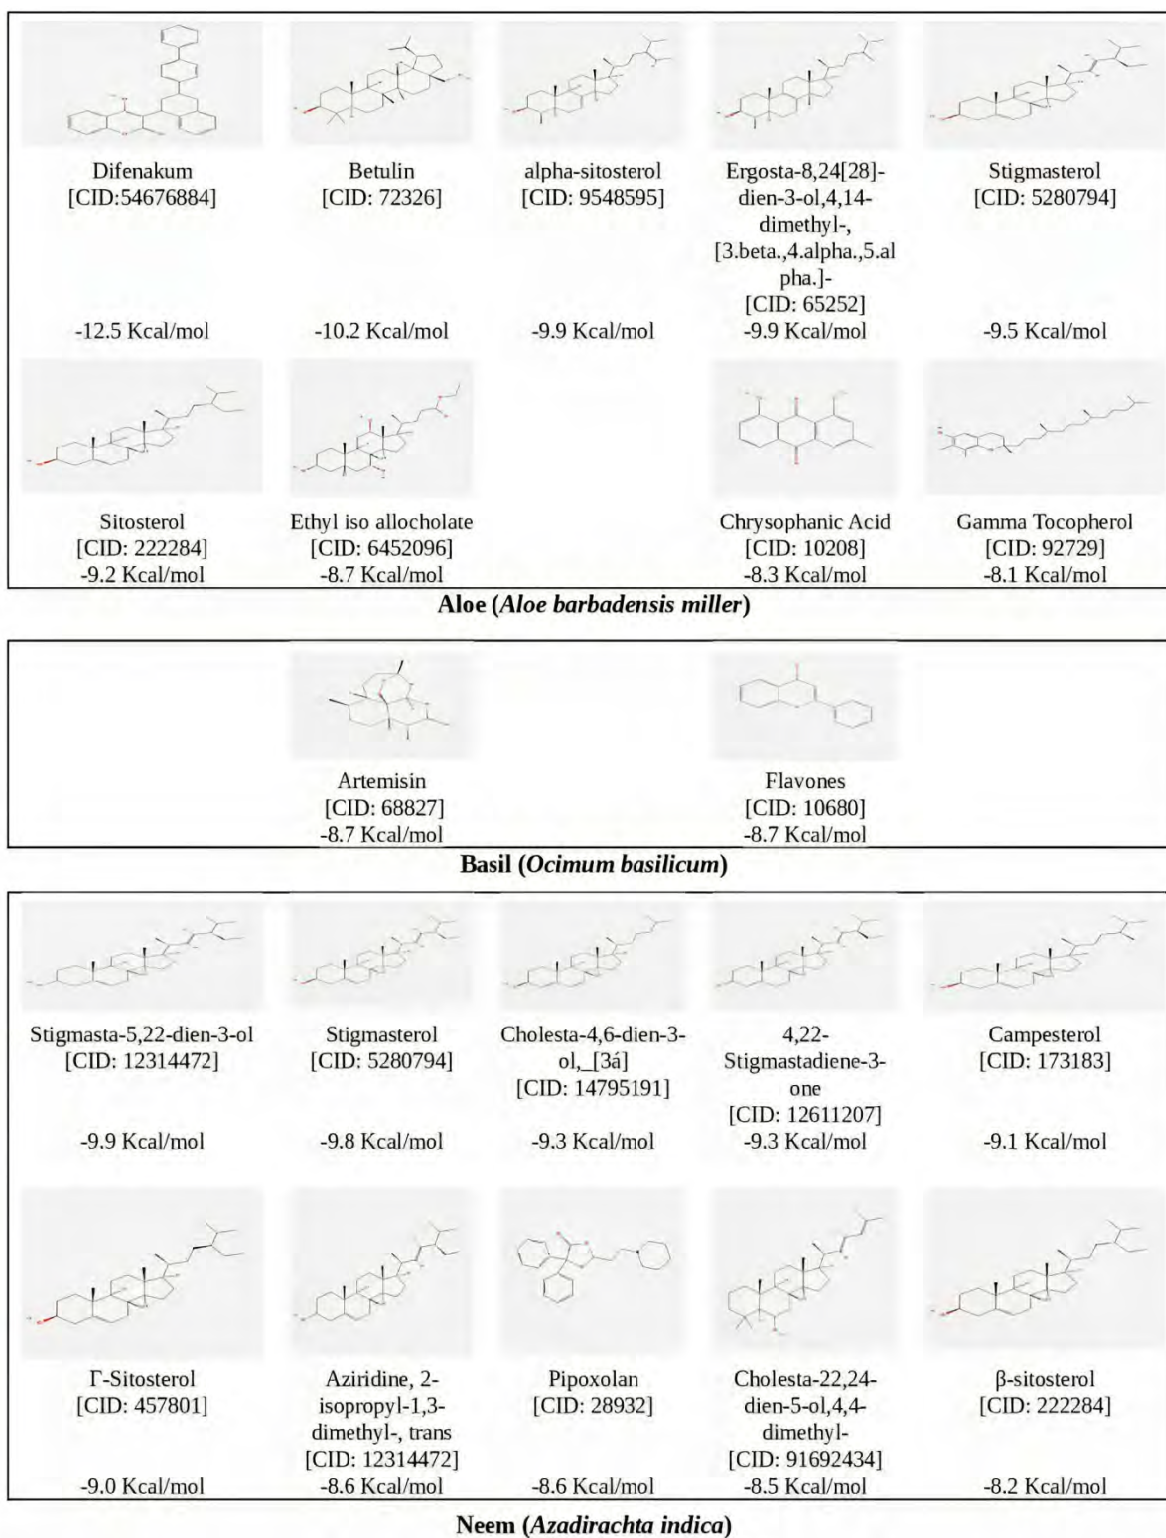 Difenakum
[CID:54676884]
-12.5 Kcal/mol
Betulin
[CID: 72326]
-10.2 Kcal/mol
alpha-sitosterol
[CID: 9548595]
-9.9 Kcal/mol
Ergosta-8,24[28]-
dien-3-ol,4,14-
dimethyl-,
[3.beta.,4.alpha.,5.al
pha.]-
[CID: 65252]
-9.9 Kcal/mol
Stigmasterol
[CID: 5280794]
-9.5 Kcal/mol
Sitosterol
[CID: 222284]
-9.2 Kcal/mol
Ethyl iso allocholate
[CID: 6452096]
-8.7 Kcal/mol
Chrysophanic Acid
[CID: 10208]
-8.3 Kcal/mol
Gamma Tocopherol
[CID: 92729]
-8.1 Kcal/mol
Aloe (Aloe barbadensis miller)
Artemisin
[CID: 68827]
-8.7 Kcal/mol
Flavones
[CID: 10680]
-8.7 Kcal/mol
Basil (Ocimum basilicum)
Stigmasta-5,22-dien-3-ol
[CID: 12314472]
-9.9 Kcal/mol
Stigmasterol
[CID: 5280794]
-9.8 Kcal/mol
Cholesta-4,6-dien-3-
ol,_[3á]
[CID: 14795191]
-9.3 Kcal/mol
4,22-
Stigmastadiene-3-
one
[CID: 12611207]
-9.3 Kcal/mol
Campesterol
[CID: 173183]
-9.1 Kcal/mol
Γ-Sitosterol
[CID: 457801]
-9.0 Kcal/mol
Aziridine, 2-
isopropyl-1,3-
dimethyl-, trans
[CID: 12314472]
-8.6 Kcal/mol
Pipoxolan
[CID: 28932]
-8.6 Kcal/mol
Cholesta-22,24-
dien-5-ol,4,4-
dimethyl-
[CID: 91692434]
-8.5 Kcal/mol
β-sitosterol
[CID: 222284]
-8.2 Kcal/mol
Neem (Azadirachta indica)